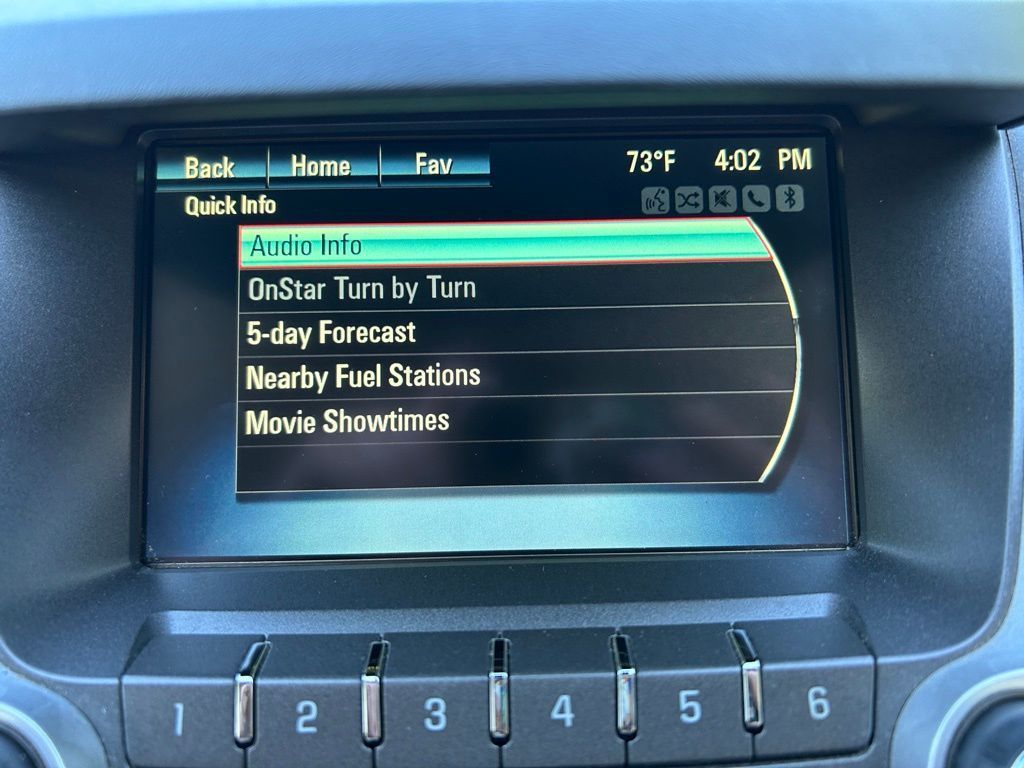 Back Home Fav 73°F 4:02 PM
Quick Info
Audio Info
OnStar Turn by Turn
5-day Forecast
Nearby Fuel Stations
Movie Showtimes
1 2 3 4 5 6